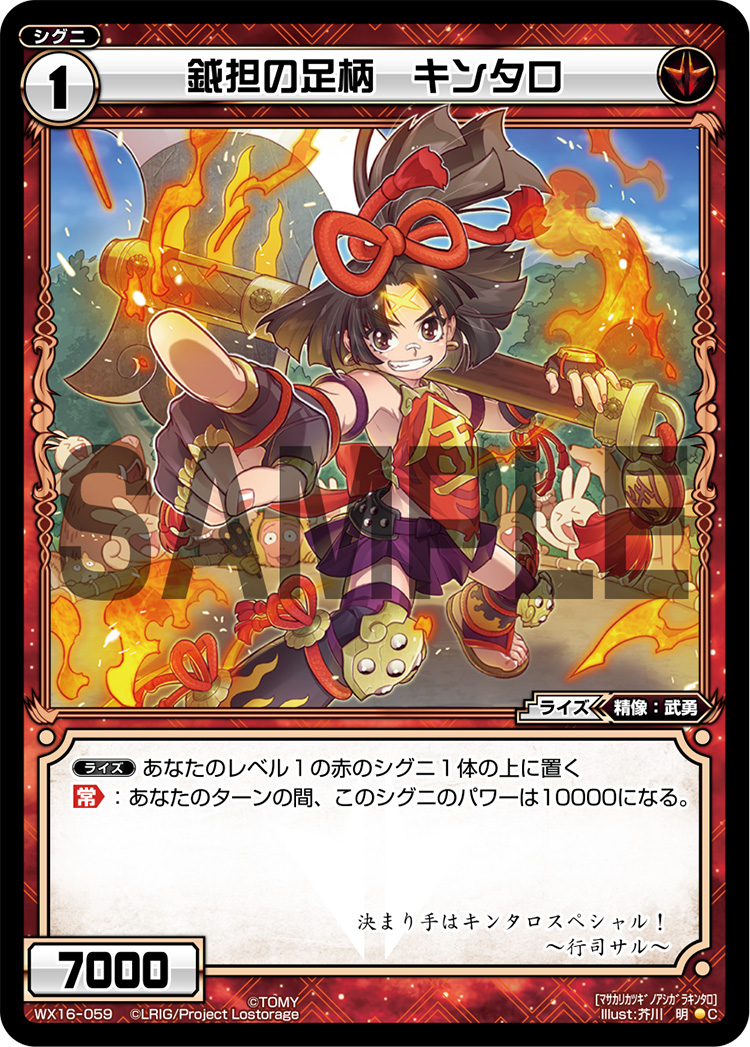 シグニ
1
鉞担の足柄 キンタロ
金
SAMPLE
ライズ
精像:武勇
ライズ あなたのレベル1の赤のシグニ1体の上に置く
常:あなたのターンの間、このシグニのパワーは10000になる。
決まり手はキンタロスペシャル!
~行司サル~
7000
©TOMY
WX16-059 ©LRIG/Project Lostorage
[マサカリカツギノアシガラキンタロ]
Illust:芥川 明 C